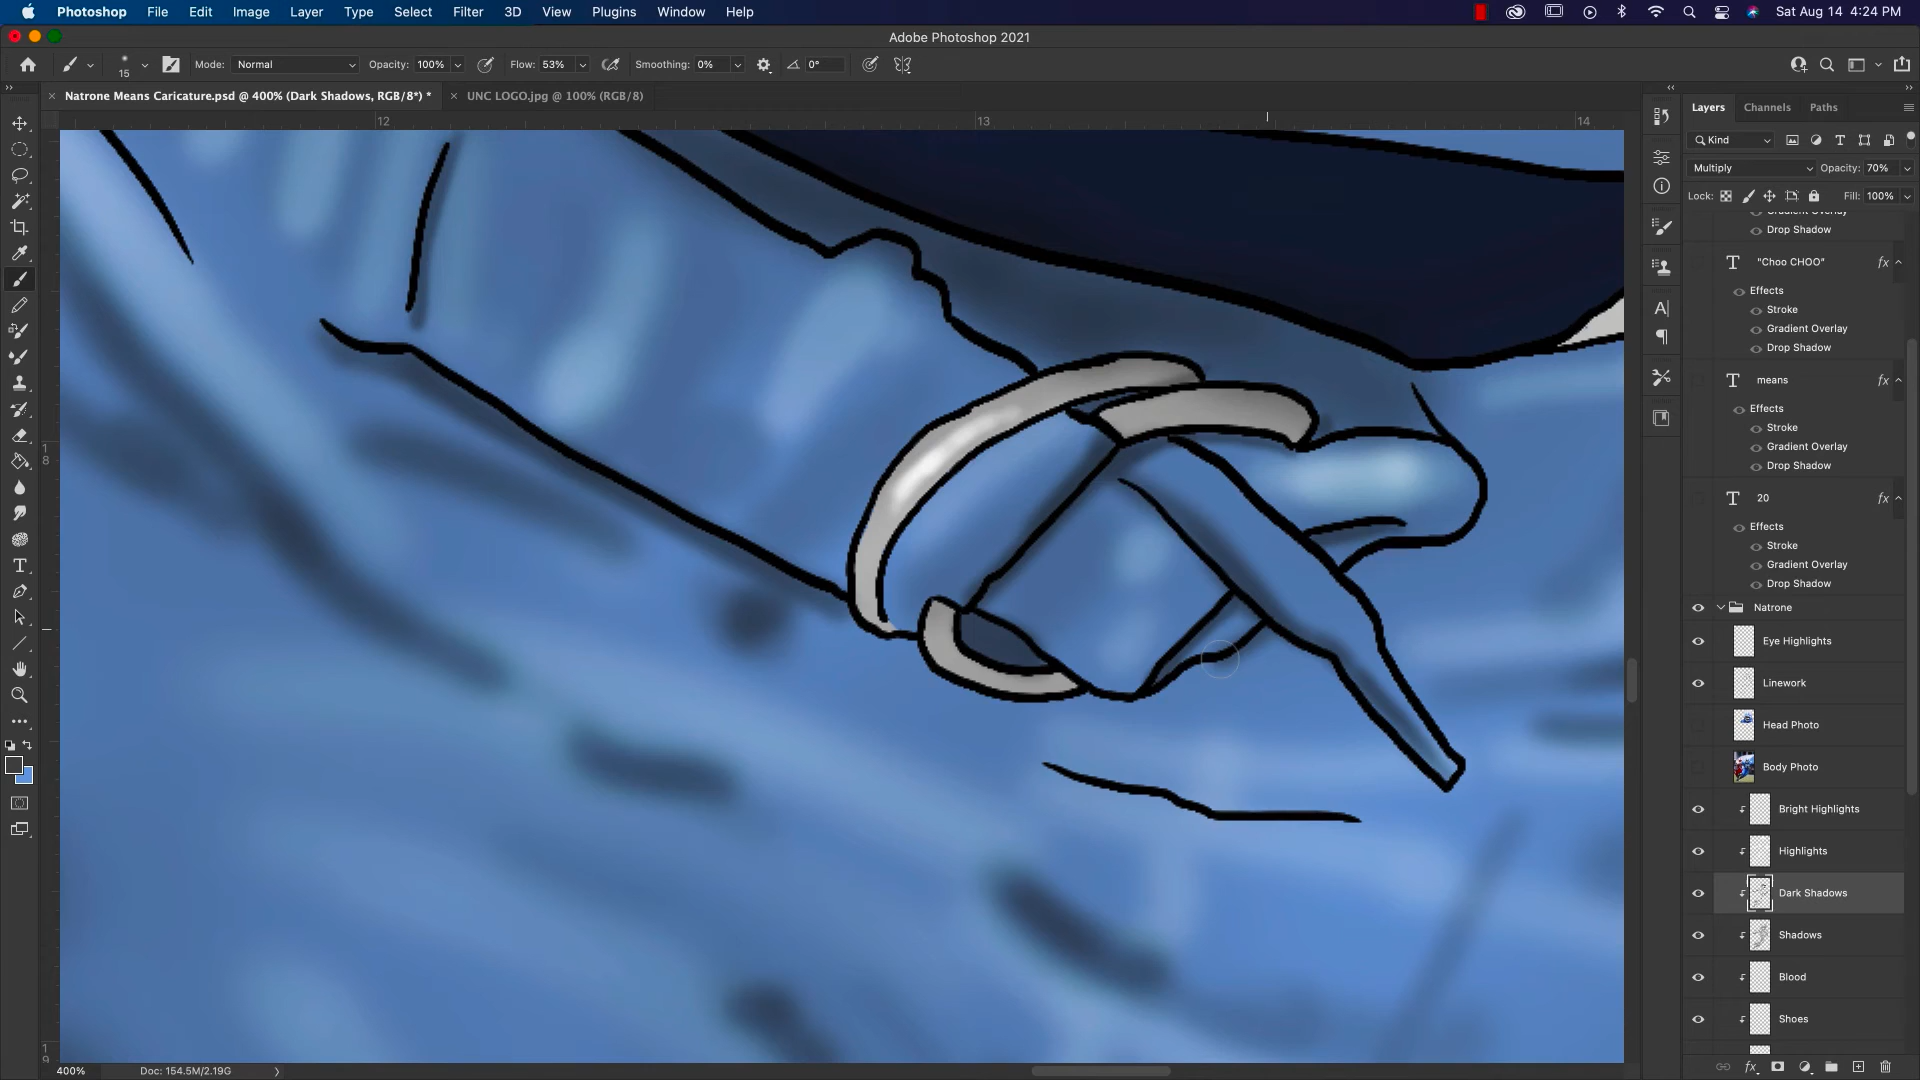 Photoshop File Edit Image Layer Type Select Filter 3D View Plugins Window Help Sat Aug 14 4:24 PM
Adobe Photoshop 2021
15 Mode: Normal Opacity: 100% Flow: 53% Smoothing: 0% 0°
Natrone Means Caricature.psd @ 400% (Dark Shadows, RGB/8*) * UNC LOGO.jpg @ 100% (RGB/8)
Layers Channels Paths
12 13 14
Kind
Multiply Opacity: 70%
Lock: Fill: 100%
Drop Shadow
"Choo CHOO" fx
Effects
Stroke
Gradient Overlay
Drop Shadow
means fx
Effects
Stroke
Gradient Overlay
Drop Shadow
20 fx
Effects
Stroke
Gradient Overlay
Drop Shadow
Natrone
Eye Highlights
Linework
Head Photo
Body Photo
Bright Highlights
Highlights
Dark Shadows
Shadows
Blood
Shoes
18
19
400% Doc: 154.5M/2.19G